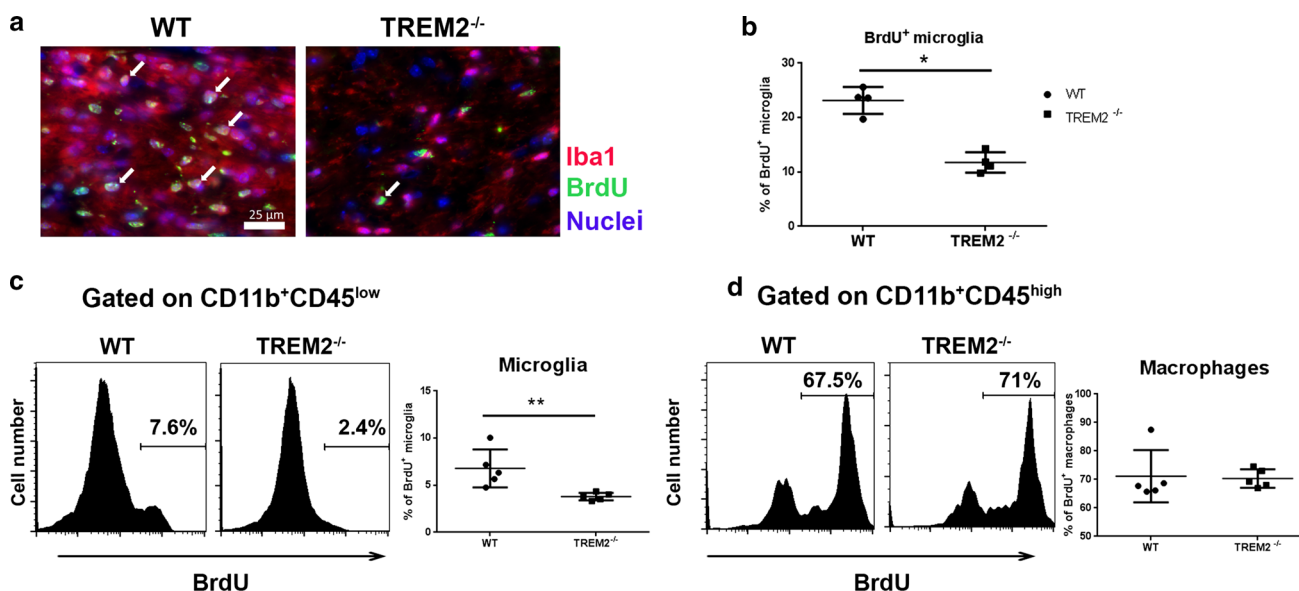 a
WT
TREM2-/-
25 µm
Iba1
BrdU
Nuclei
b
BrdU+ microglia
*
% of BrdU+ microglia
30
20
10
0
WT
TREM2 -/-
WT
TREM2 -/-
c
Gated on CD11b+CD45low
WT
TREM2-/-
7.6%
2.4%
Cell number
BrdU
Microglia
**
% of BrdU+ microglia
15
10
5
0
WT
TREM2-/-
d
Gated on CD11b+CD45high
WT
TREM2-/-
67.5%
71%
Cell number
BrdU
Macrophages
% of BrdU+ macrophages
100
90
80
70
60
50
WT
TREM2 -/-